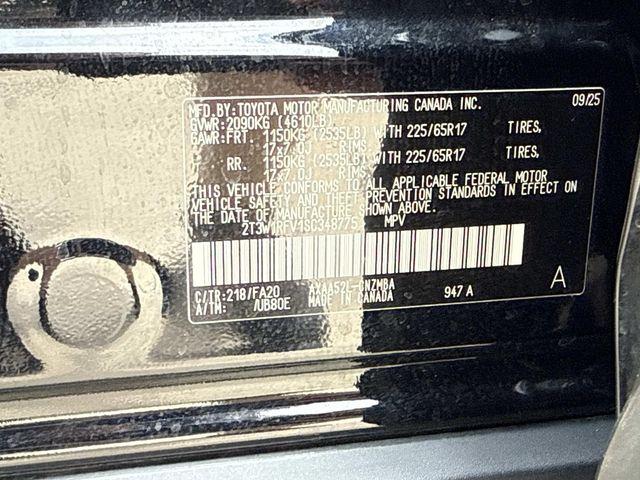 MFD.BY:TOYOTA MOTOR MANUFACTURING CANADA INC. 09/25
GVWR:2090KG (4610LB)
GAWR:FRT. 1150KG (2535LB) WITH 225/65R17 TIRES,
17x7.0J RIMS,
RR. 1150KG (2535LB) WITH 225/65R17 TIRES,
17x7.0J RIMS,
THIS VEHICLE CONFORMS TO ALL APPLICABLE FEDERAL MOTOR
VEHICLE SAFETY AND THEFT PREVENTION STANDARDS IN EFFECT ON
THE DATE OF MANUFACTURE SHOWN ABOVE.
2T3W1RFV1SC348775 MPV
C/TR:218/FA20 AXAA52L-GNZMBA 947 A A
A/TM: /UB80E MADE IN CANADA